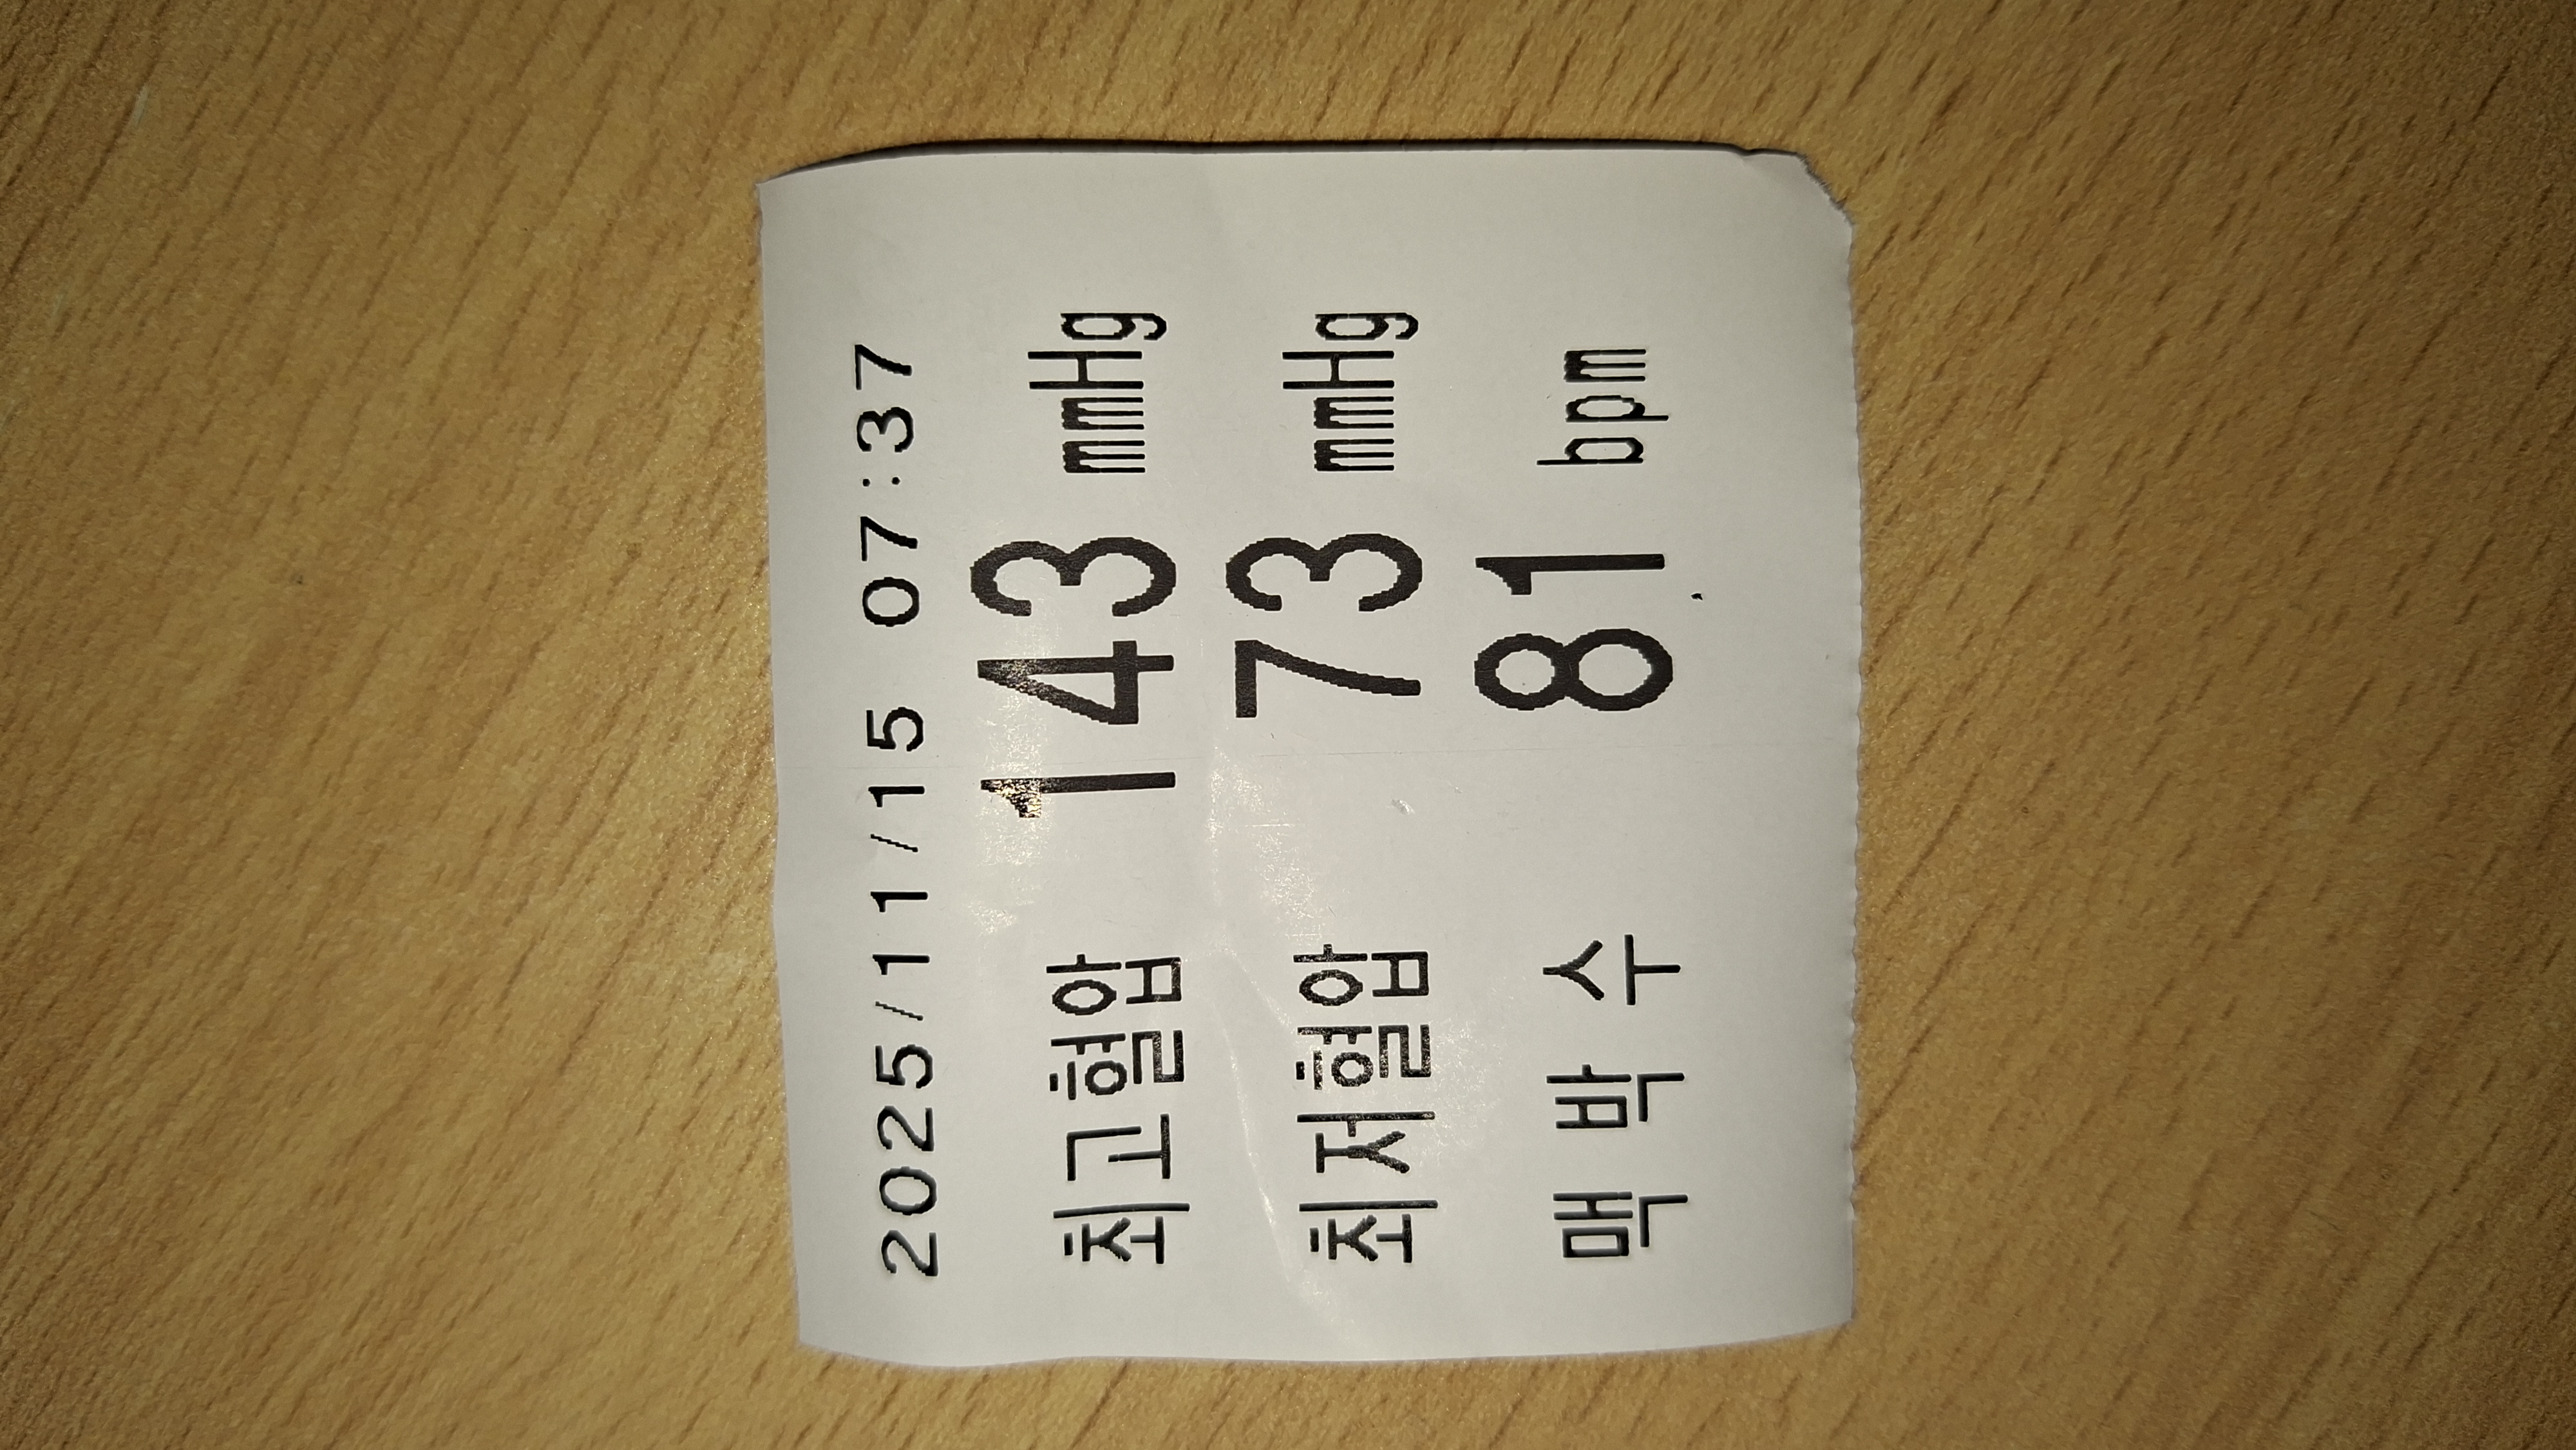 2025/11/15 07:37
최고혈압 143 mmHg
최저혈압 73 mmHg
맥 박 수 81 bpm